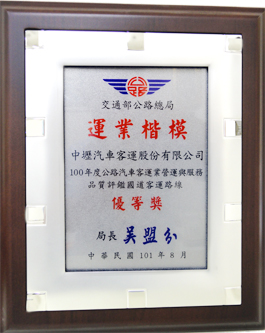 交通部公路總局
運業楷模
中壢汽車客運股份有限公司
100年度公路汽車客運業營運與服務
品質評鑑國道客運路線
優等獎
局長 吳盟分
中華民國101年8月